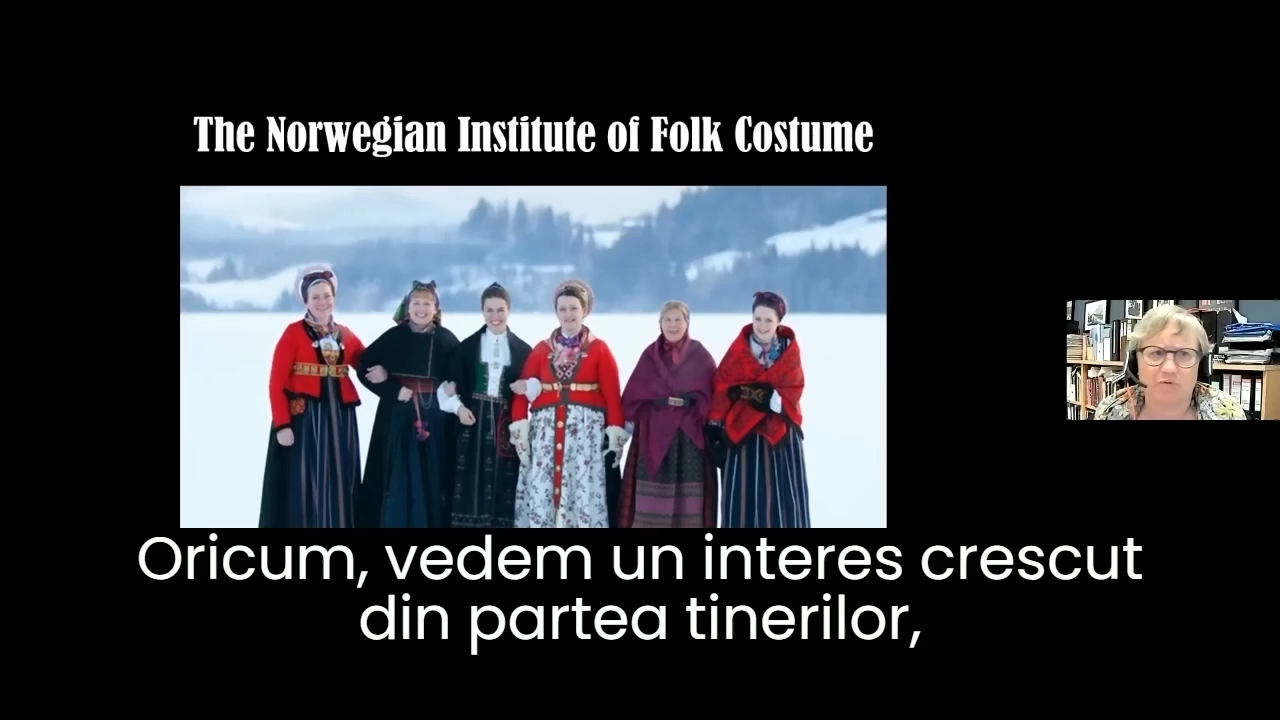 The Norwegian Institute of Folk Costume
Oricum, vedem un interes crescut
din partea tinerilor,